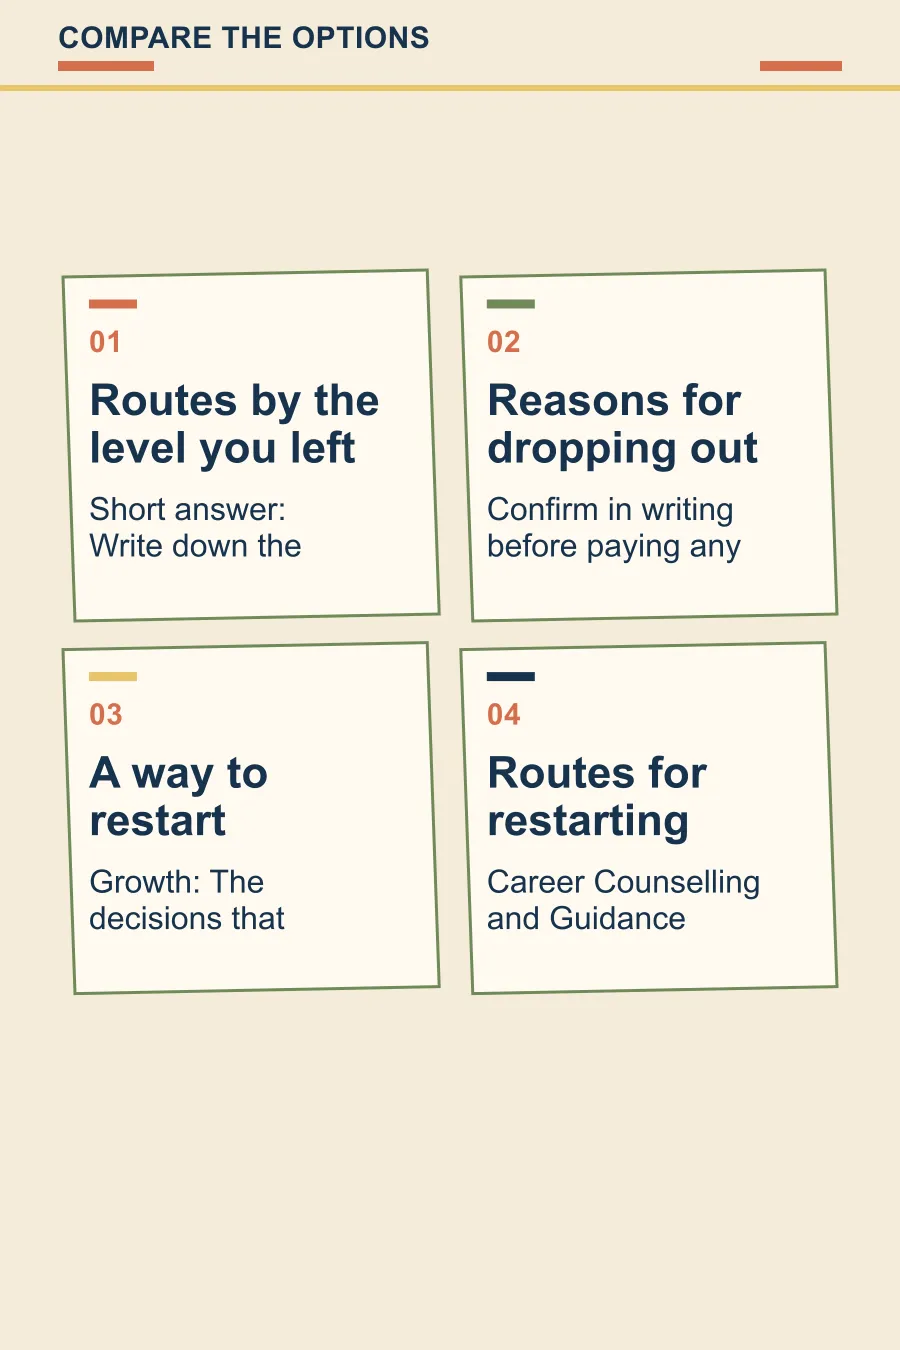 COMPARE THE OPTIONS
01
Routes by the
level you left
Short answer:
Write down the
02
Reasons for
dropping out
Confirm in writing
before paying any
03
A way to
restart
Growth: The
decisions that
04
Routes for
restarting
Career Counselling
and Guidance